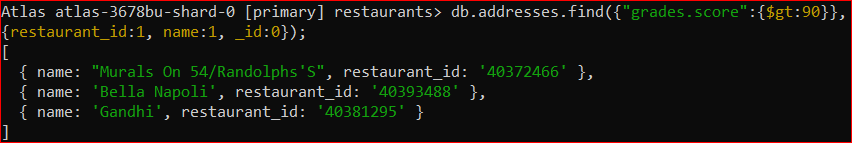 Atlas atlas-3678bu-shard-0 [primary] restaurants> db.addresses.find({"grades.score":{$gt:90}},
{restaurant_id:1, name:1, _id:0});
[
  { name: "Murals On 54/Randolphs'S", restaurant_id: '40372466' },
  { name: 'Bella Napoli', restaurant_id: '40393488' },
  { name: 'Gandhi', restaurant_id: '40381295' }
]